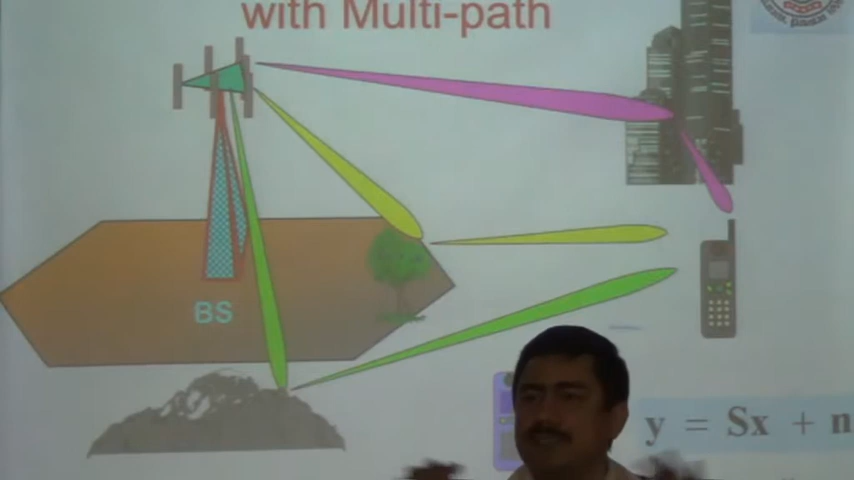 with Multi-path
BS
y = Sx + n